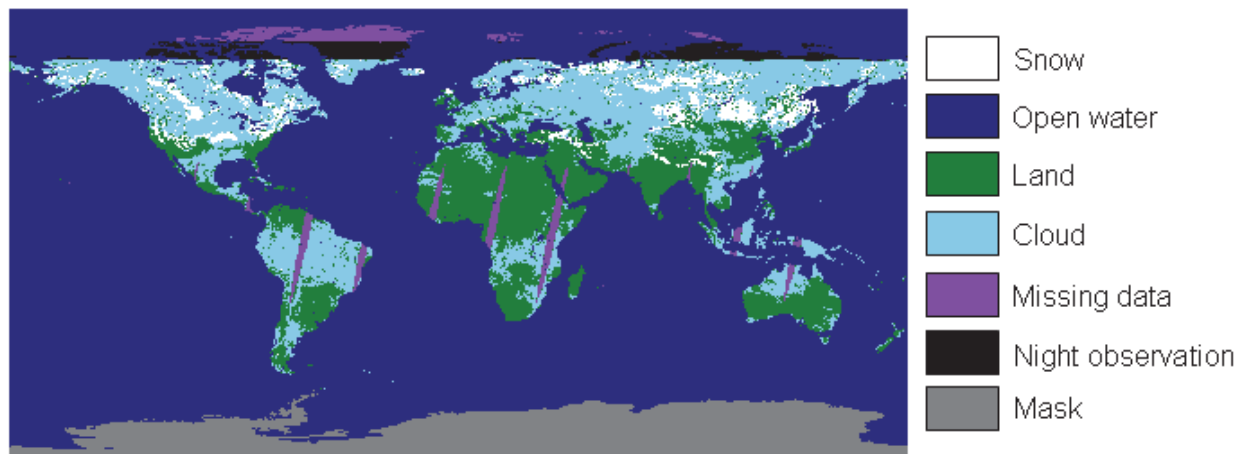 Snow
Open water
Land
Cloud
Missing data
Night observation
Mask